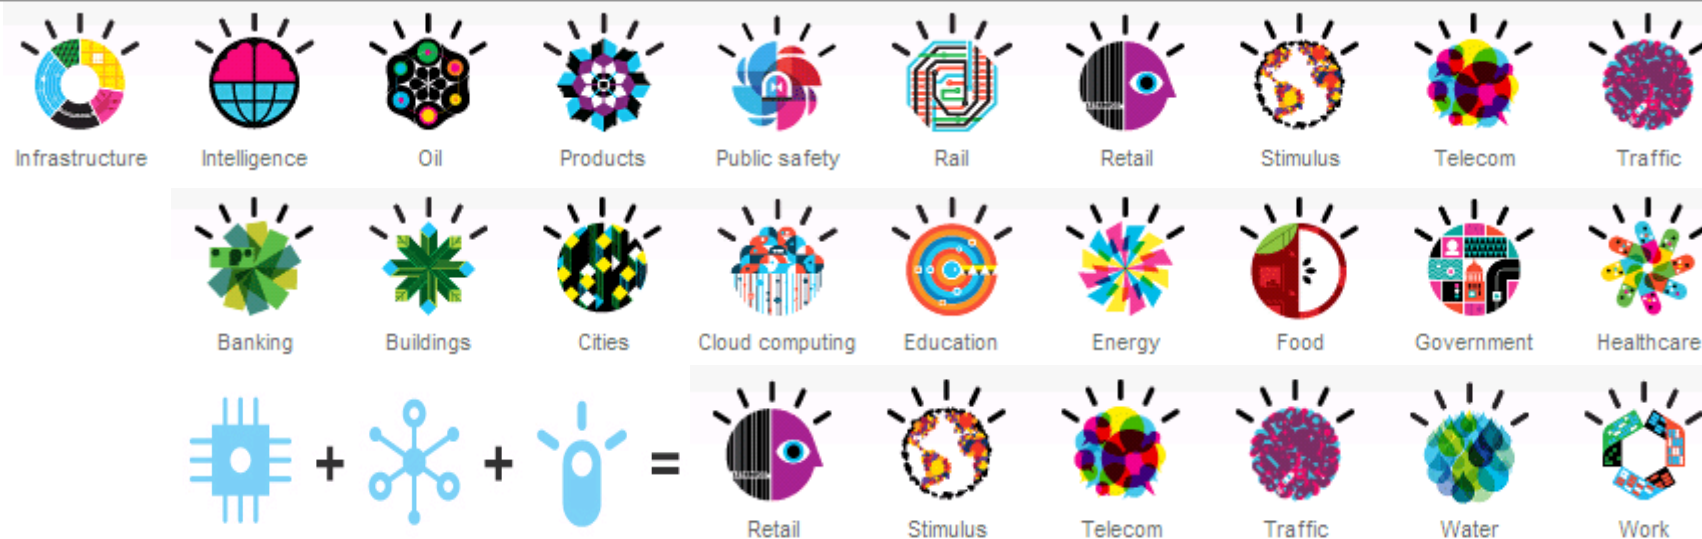 Infrastructure Intelligence Oil Products Public safety Rail Retail Stimulus Telecom Traffic
Banking Buildings Cities Cloud computing Education Energy Food Government Healthcare
+ + =
Retail Stimulus Telecom Traffic Water Work